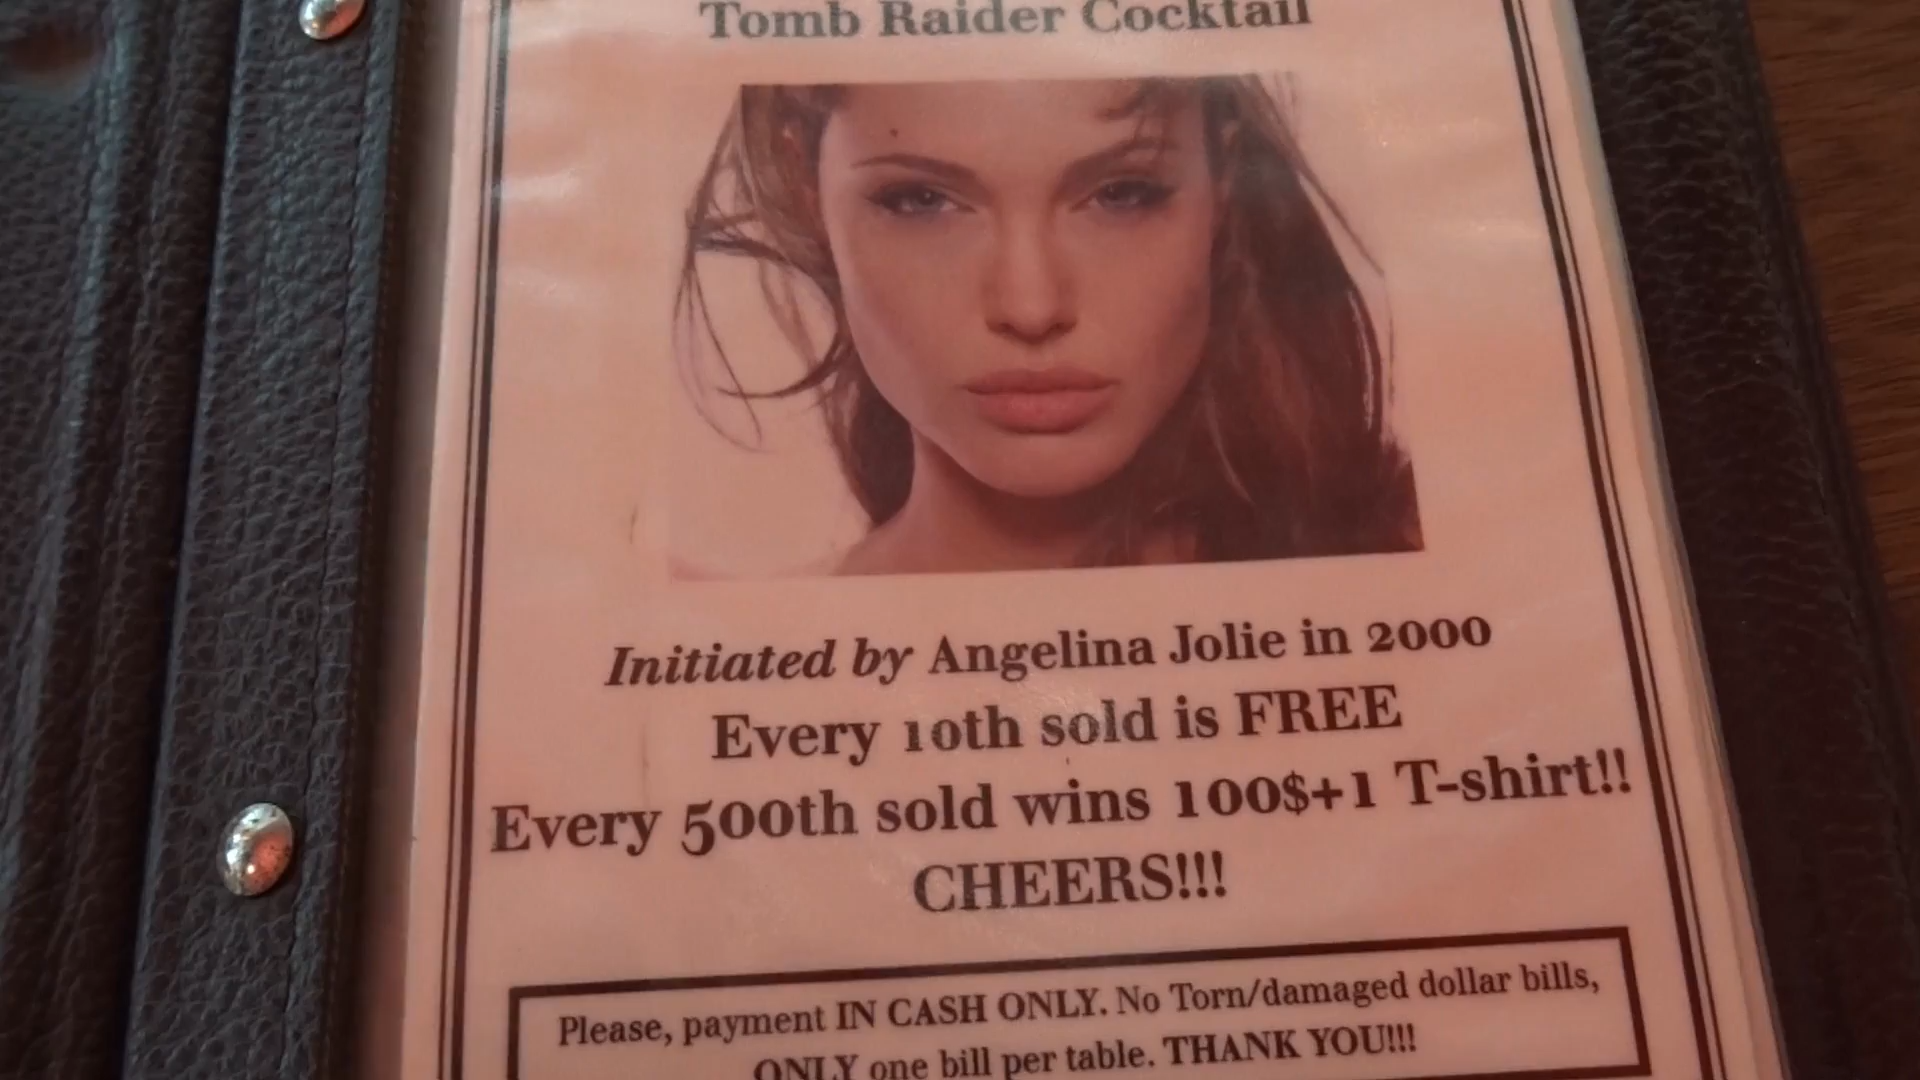 Tomb Raider Cocktail
Initiated by Angelina Jolie in 2000
Every 10th sold is FREE
Every 500th sold wins 100$+1 T-shirt!!
CHEERS!!!
Please, payment IN CASH ONLY. No Torn/damaged dollar bills,
ONLY one bill per table. THANK YOU!!!